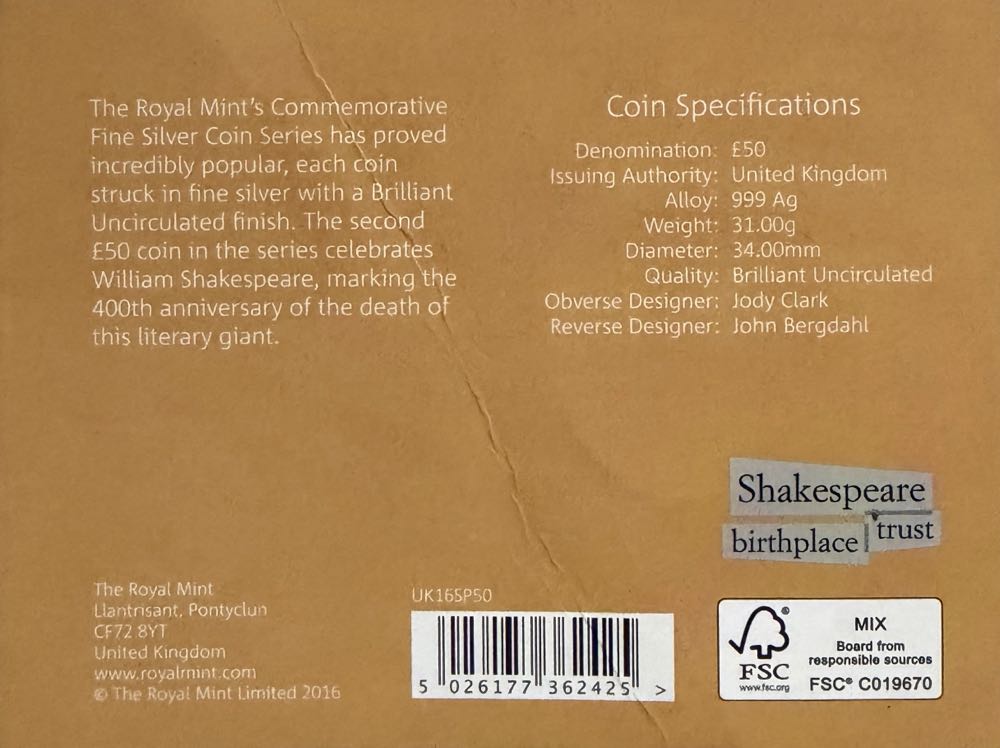 The Royal Mint's Commemorative
Fine Silver Coin Series has proved
incredibly popular, each coin
struck in fine silver with a Brilliant
Uncirculated finish. The second
£50 coin in the series celebrates
William Shakespeare, marking the
400th anniversary of the death of
this literary giant.
Coin Specifications
Denomination: £50
Issuing Authority: United Kingdom
Alloy: 999 Ag
Weight: 31.00g
Diameter: 34.00mm
Quality: Brilliant Uncirculated
Obverse Designer: Jody Clark
Reverse Designer: John Bergdahl
Shakespeare
birthplace trust
The Royal Mint
Llantrisant, Pontyclun
CF72 8YT
United Kingdom
www.royalmint.com
© The Royal Mint Limited 2016
UK16SP50
5 026177 362425 >
FSC
www.fsc.org
MIX
Board from
responsible sources
FSC® C019670